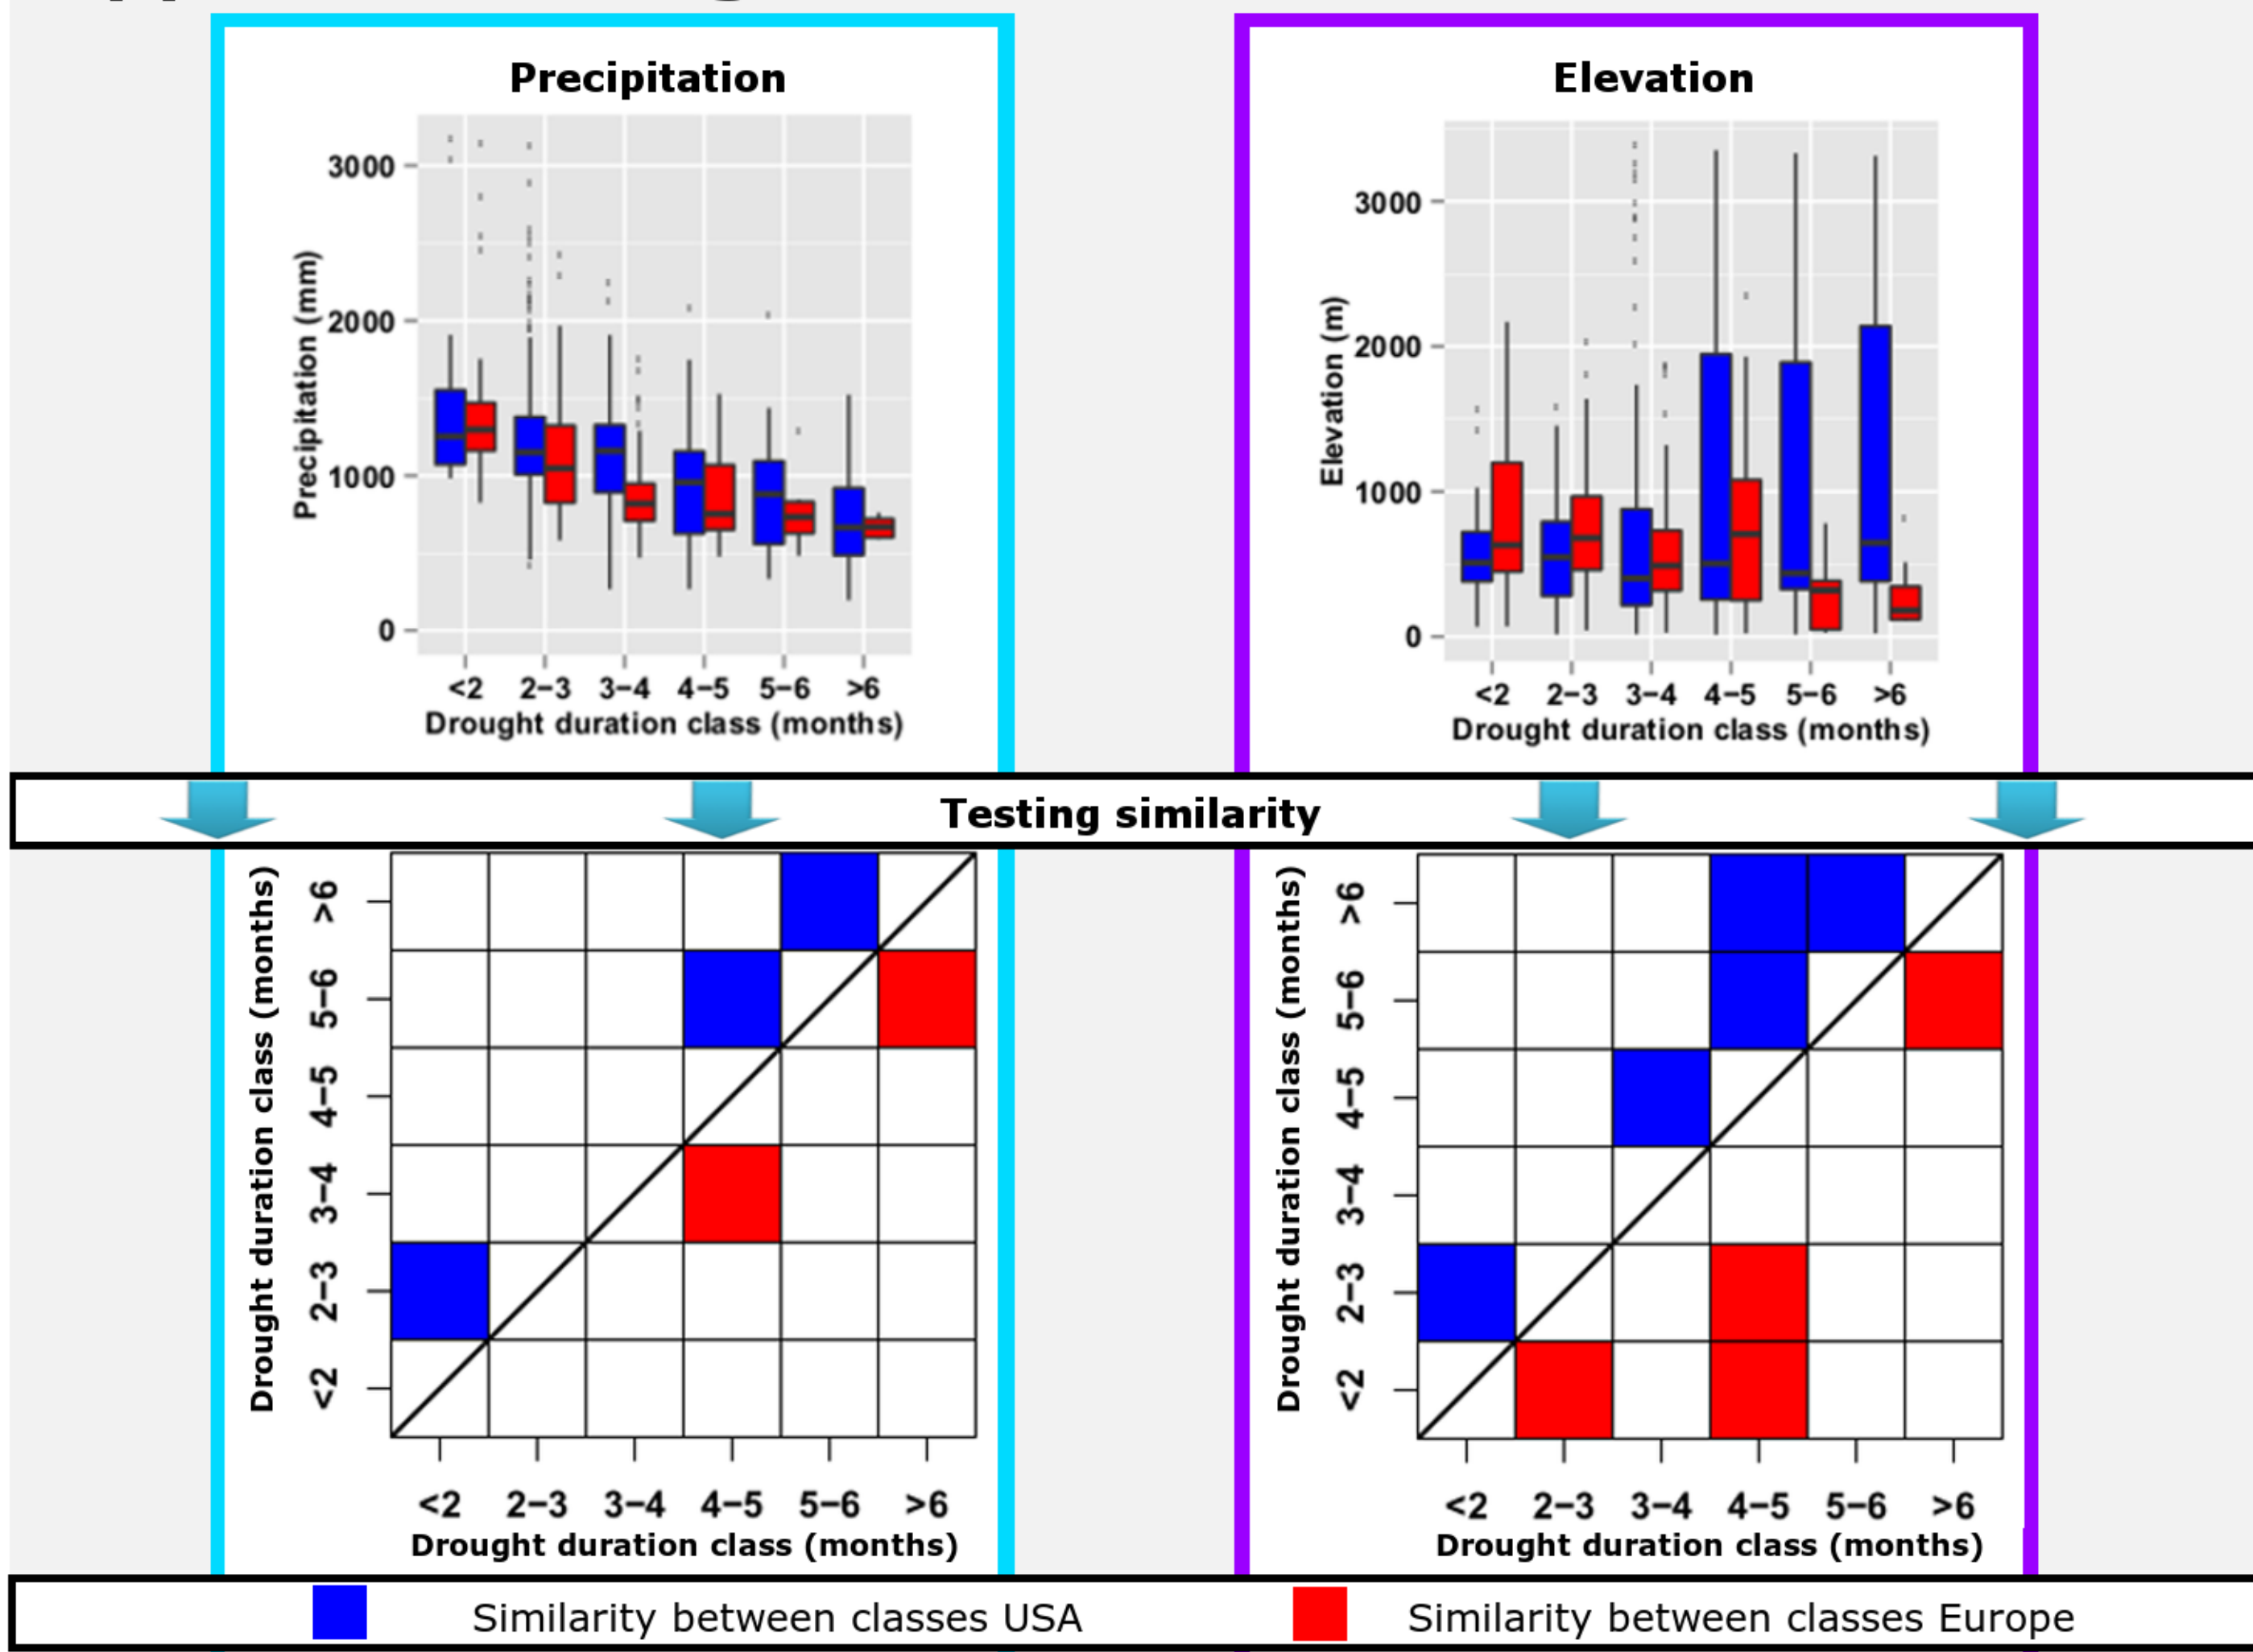 Precipitation
3000
2000
1000
0
Precipitation (mm)
<2 2–3 3–4 4–5 5–6 >6
Drought duration class (months)
Elevation
3000
2000
1000
0
Elevation (m)
<2 2–3 3–4 4–5 5–6 >6
Drought duration class (months)
Testing similarity
Drought duration class (months)
>6
5–6
4–5
3–4
2–3
<2
<2 2–3 3–4 4–5 5–6 >6
Drought duration class (months)
Drought duration class (months)
>6
5–6
4–5
3–4
2–3
<2
<2 2–3 3–4 4–5 5–6 >6
Drought duration class (months)
Similarity between classes USA
Similarity between classes Europe